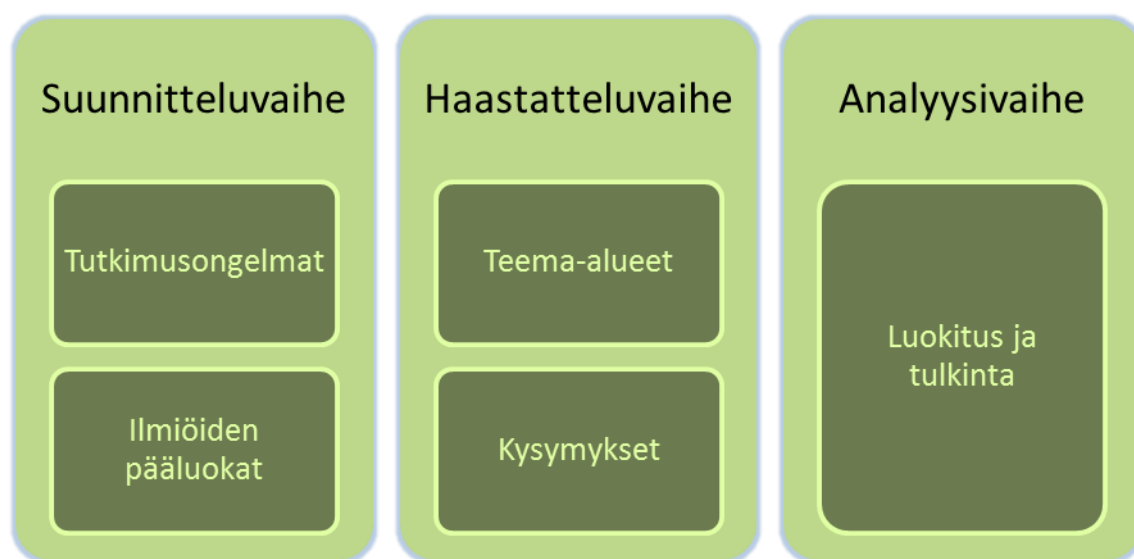 Suunnitteluvaihe
Tutkimusongelmat
Ilmiöiden
pääluokat
Haastatteluvaihe
Teema-alueet
Kysymykset
Analyysivaihe
Luokitus ja
tulkinta